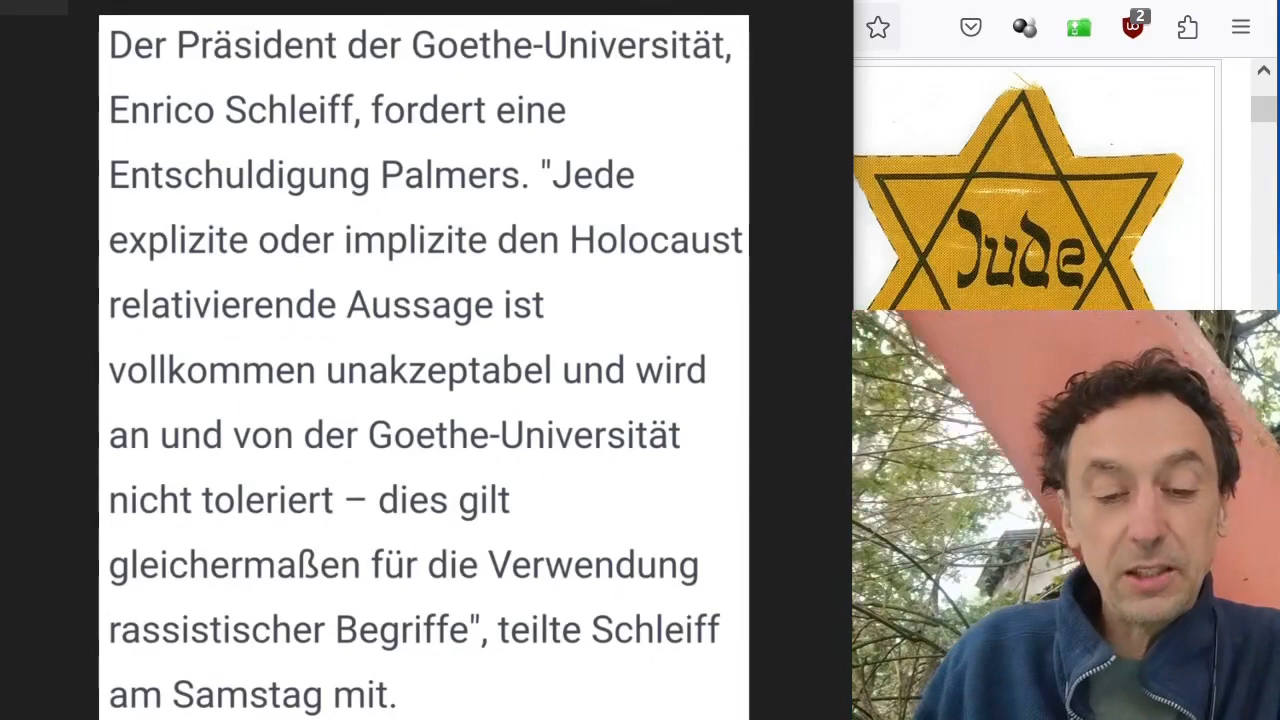 Der Präsident der Goethe-Universität,
Enrico Schleiff, fordert eine
Entschuldigung Palmers. "Jede
explizite oder implizite den Holocaust
relativierende Aussage ist
vollkommen unakzeptabel und wird
an und von der Goethe-Universität
nicht toleriert – dies gilt
gleichermaßen für die Verwendung
rassistischer Begriffe", teilte Schleiff
am Samstag mit.
2
Jude